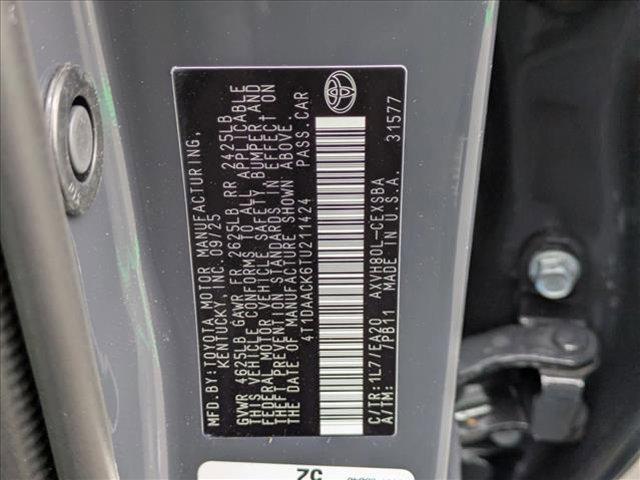 MFD.BY: TOYOTA MOTOR MANUFACTURING,
KENTUCKY, INC. 09/25
GVWR 4625LB GAWR FR 2625LB RR 2425LB
THIS VEHICLE CONFORMS TO ALL APPLICABLE
FEDERAL MOTOR VEHICLE SAFETY, BUMPER AND
THEFT PREVENTION STANDARDS IN EFFECT ON
THE DATE OF MANUFACTURE SHOWN ABOVE.
4T1DAACK6TU211424 PASS.CAR
C/TR:1L7/EA20 AXVH80L-CEXSBA
A/TM: 7PB11 MADE IN U.S.A. 31577